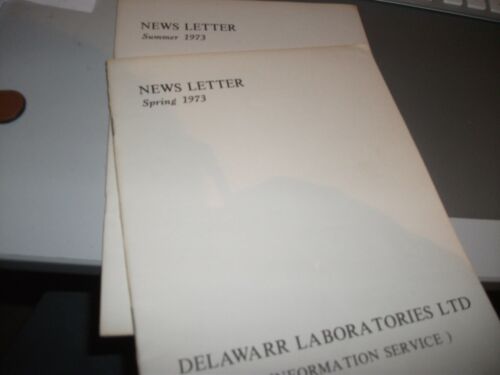 NEWS LETTER
Summer 1973
NEWS LETTER
Spring 1973
DELAWARR LABORATORIES LTD
INFORMATION SERVICE )